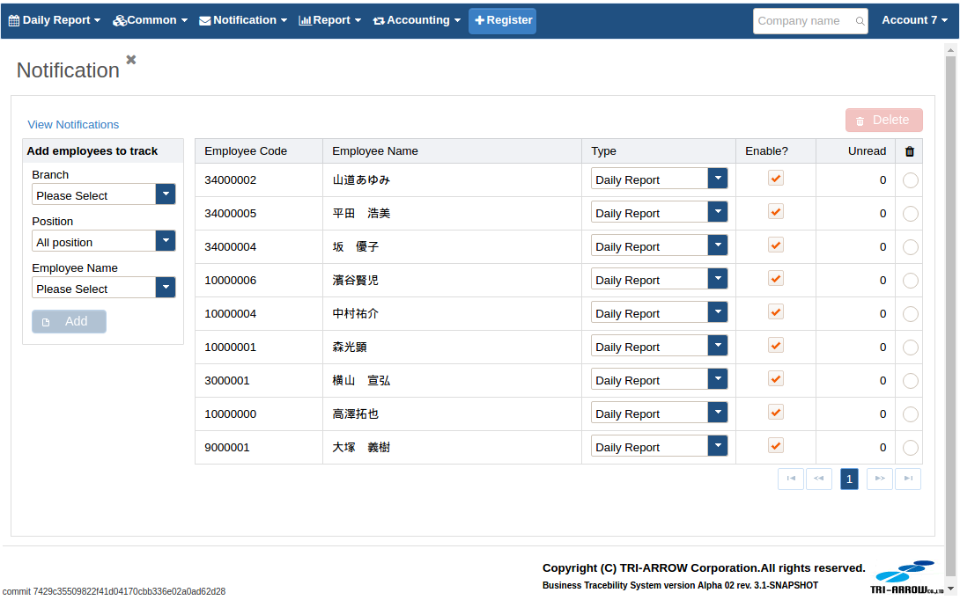 Daily Report Common Notification Report Accounting Register Company name Account 7
Notification
View Notifications Delete
Add employees to track
Branch
Please Select
Position
All position
Employee Name
Please Select
Add
Employee Code Employee Name Type Enable? Unread
34000002 山道あゆみ Daily Report 0
34000005 平田　浩美 Daily Report 0
34000004 坂　優子 Daily Report 0
10000006 濱谷賢児 Daily Report 0
10000004 中村祐介 Daily Report 0
10000001 森光顕 Daily Report 0
3000001 横山　宣弘 Daily Report 0
10000000 高澤拓也 Daily Report 0
9000001 大塚　義樹 Daily Report 0
1
Copyright (C) TRI-ARROW Corporation.All rights reserved.
Business Tracebility System version Alpha 02 rev. 3.1-SNAPSHOT
TRI-ARROW CO.,LTD
commit 7429c35509822f41d04170cbb336e02a0ad62d28